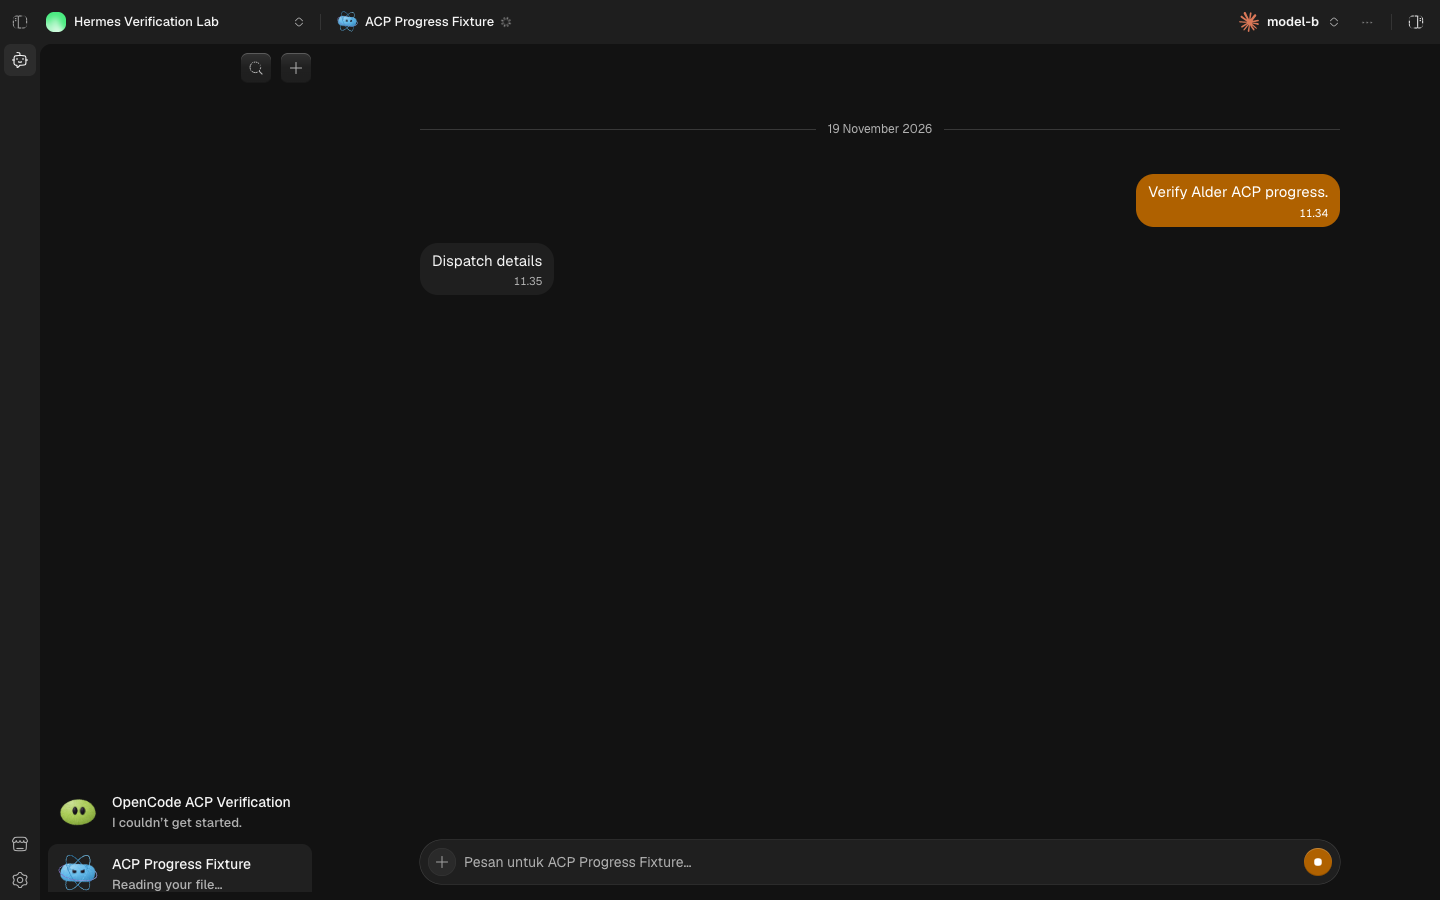 Hermes Verification Lab
ACP Progress Fixture
model-b
19 November 2026
Verify Alder ACP progress.
11.34
Dispatch details
11.35
OpenCode ACP Verification
I couldn't get started.
ACP Progress Fixture
Reading your file...
Pesan untuk ACP Progress Fixture...